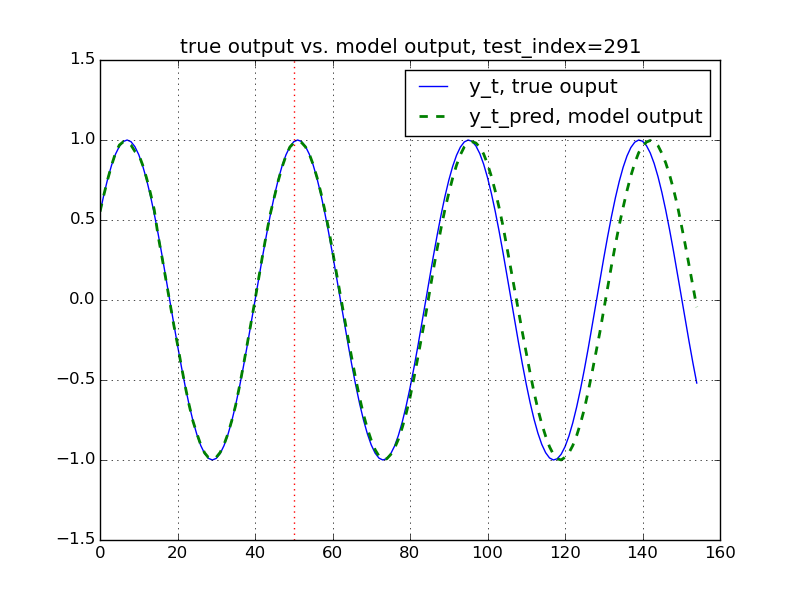 true output vs. model output, test_index=291
y_t, true ouput
y_t_pred, model output
1.5
1.0
0.5
0.0
−0.5
−1.0
−1.5
0 20 40 60 80 100 120 140 160